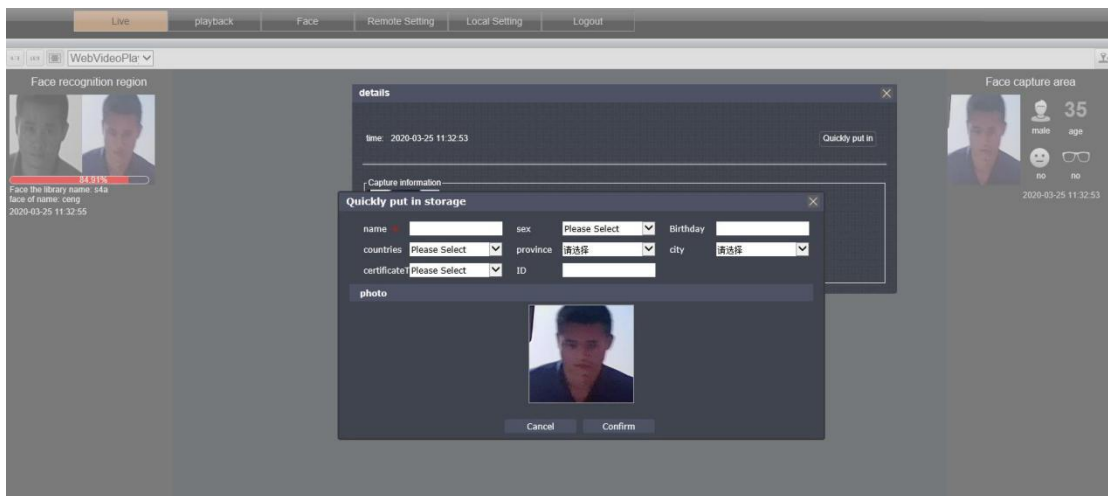 Live playback Face Remote Setting Local Setting Logout
WebVideoPla
Face recognition region
84.91%
Face the library name: s4a
face of name: ceng
2020-03-25 11:32:55
details
time: 2020-03-25 11:32:53 Quickly put in
Capture information
Quickly put in storage
name * sex Please Select Birthday
countries Please Select province 请选择 city 请选择
certificateT Please Select ID
photo
Cancel Confirm
Face capture area
35
male age
no no
2020-03-25 11:32:53